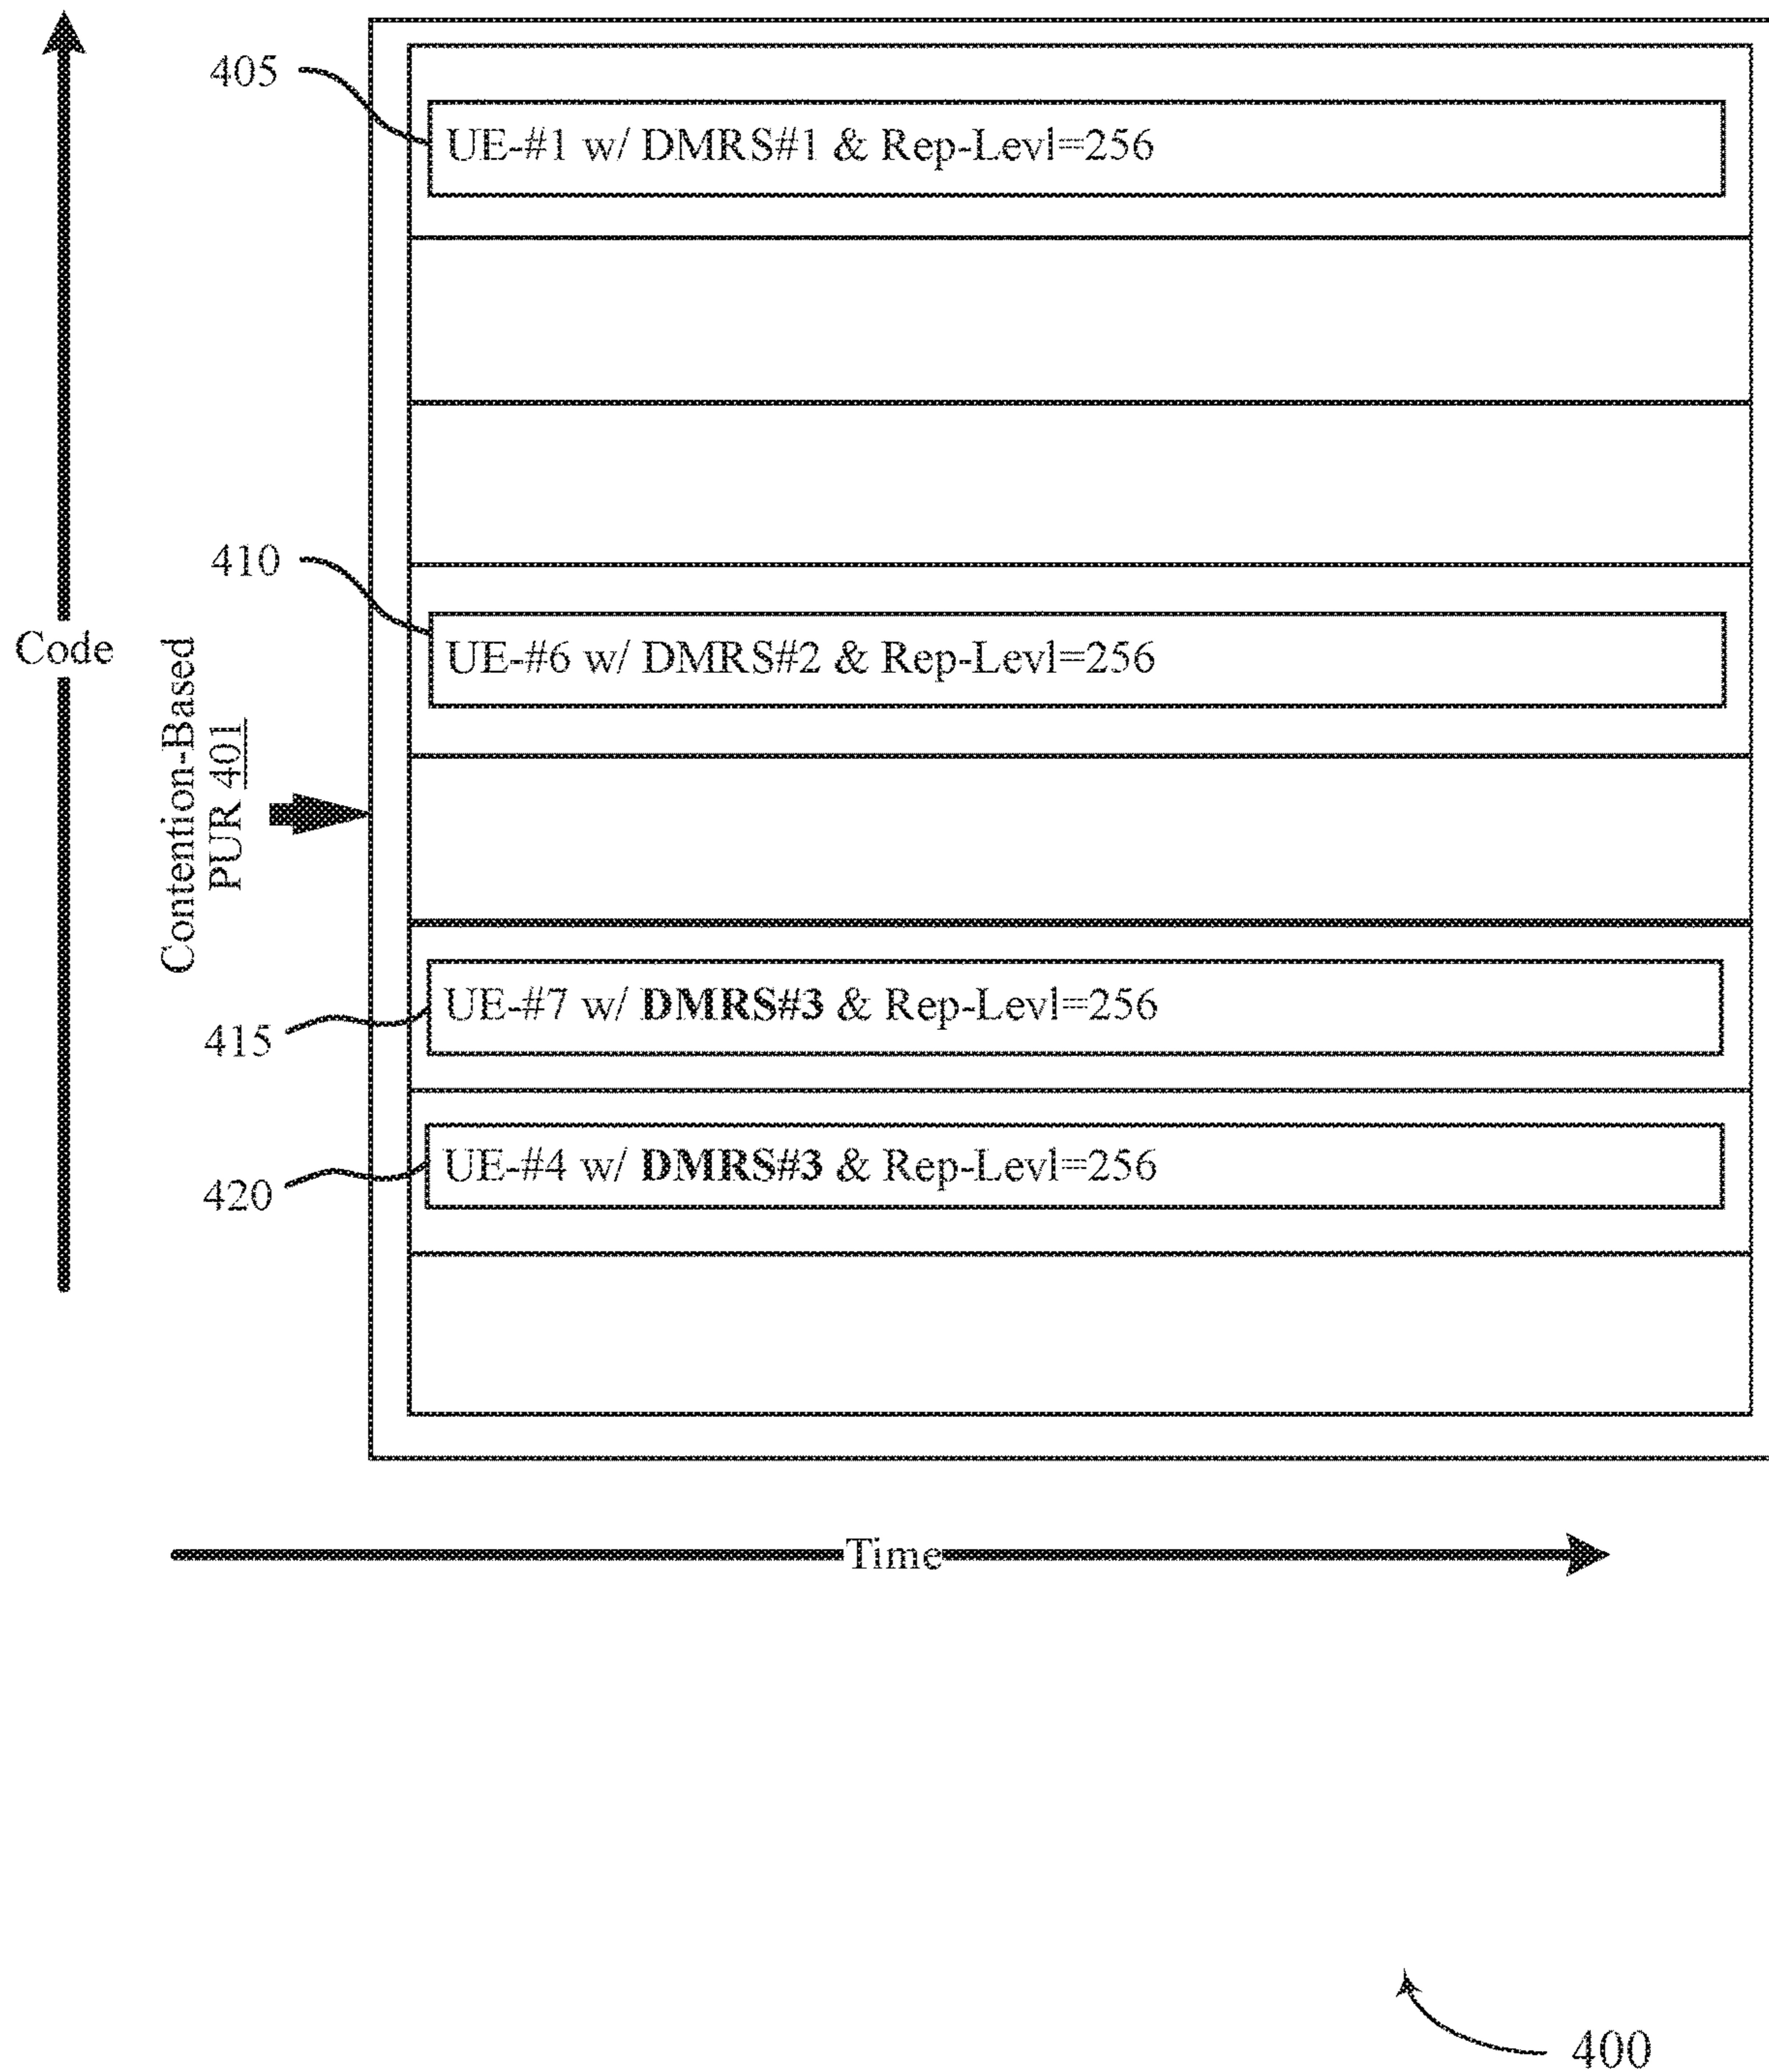 405
UE-#1 w/ DMRS#1 & Rep-Levl=256
410
UE-#6 w/ DMRS#2 & Rep-Levl=256
Code
Contention-Based
PUR 401
UE-#7 w/ DMRS#3 & Rep-Levl=256
415
UE-#4 w/ DMRS#3 & Rep-Levl=256
420
Time
400